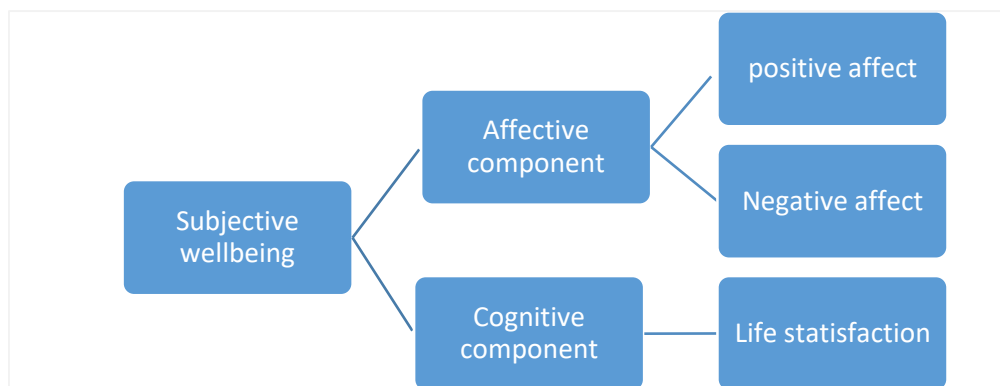 Subjective
wellbeing
Affective
component
positive affect
Negative affect
Cognitive
component
Life statisfaction